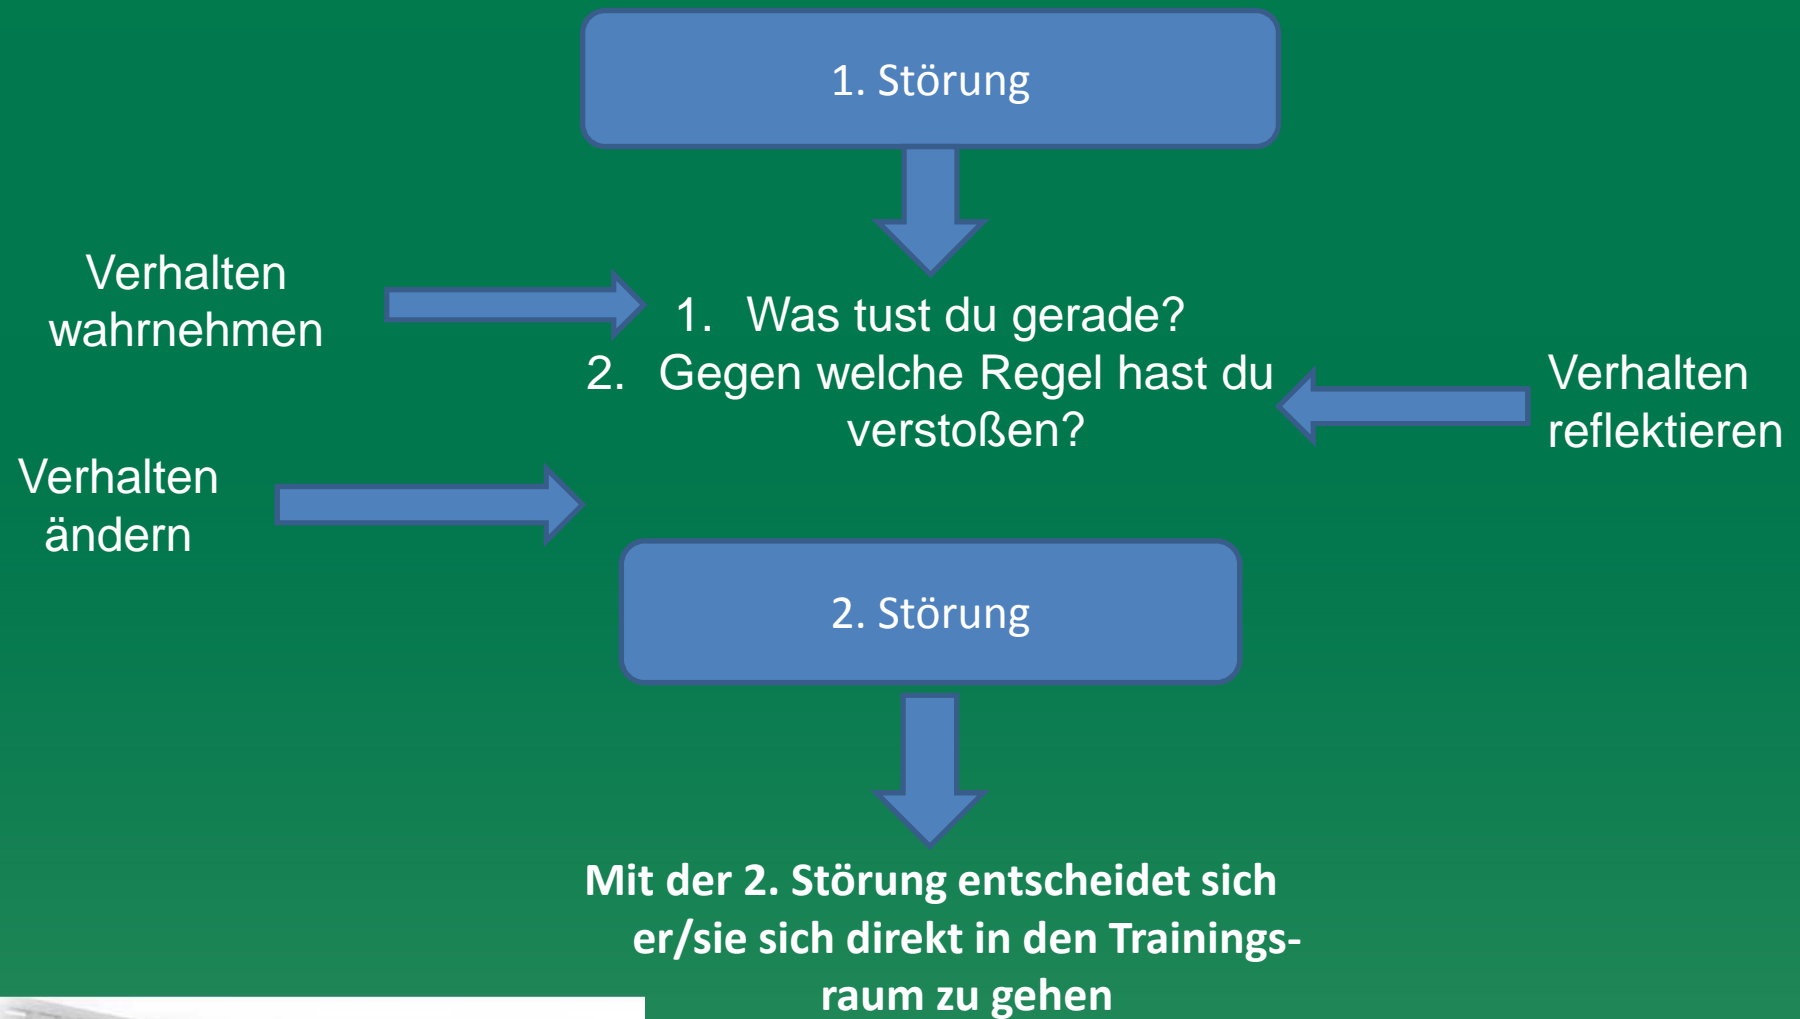 1. Störung
Verhalten
wahrnehmen
1. Was tust du gerade?
2. Gegen welche Regel hast du
verstoßen?
Verhalten
reflektieren
Verhalten
ändern
2. Störung
Mit der 2. Störung entscheidet sich
er/sie sich direkt in den Trainings-
raum zu gehen